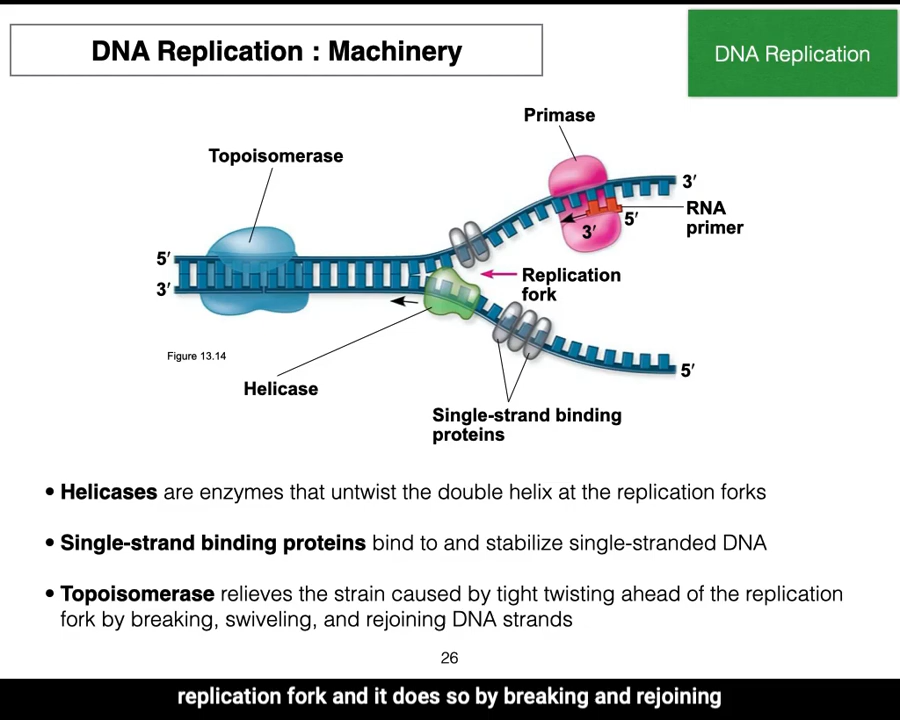 DNA Replication : Machinery
DNA Replication
Primase
Topoisomerase
3′
RNA
primer
5′
3′
5′
3′
Replication
fork
Figure 13.14
Helicase
5′
Single-strand binding
proteins
• Helicases are enzymes that untwist the double helix at the replication forks
• Single-strand binding proteins bind to and stabilize single-stranded DNA
• Topoisomerase relieves the strain caused by tight twisting ahead of the replication
fork by breaking, swiveling, and rejoining DNA strands
26
replication fork and it does so by breaking and rejoining